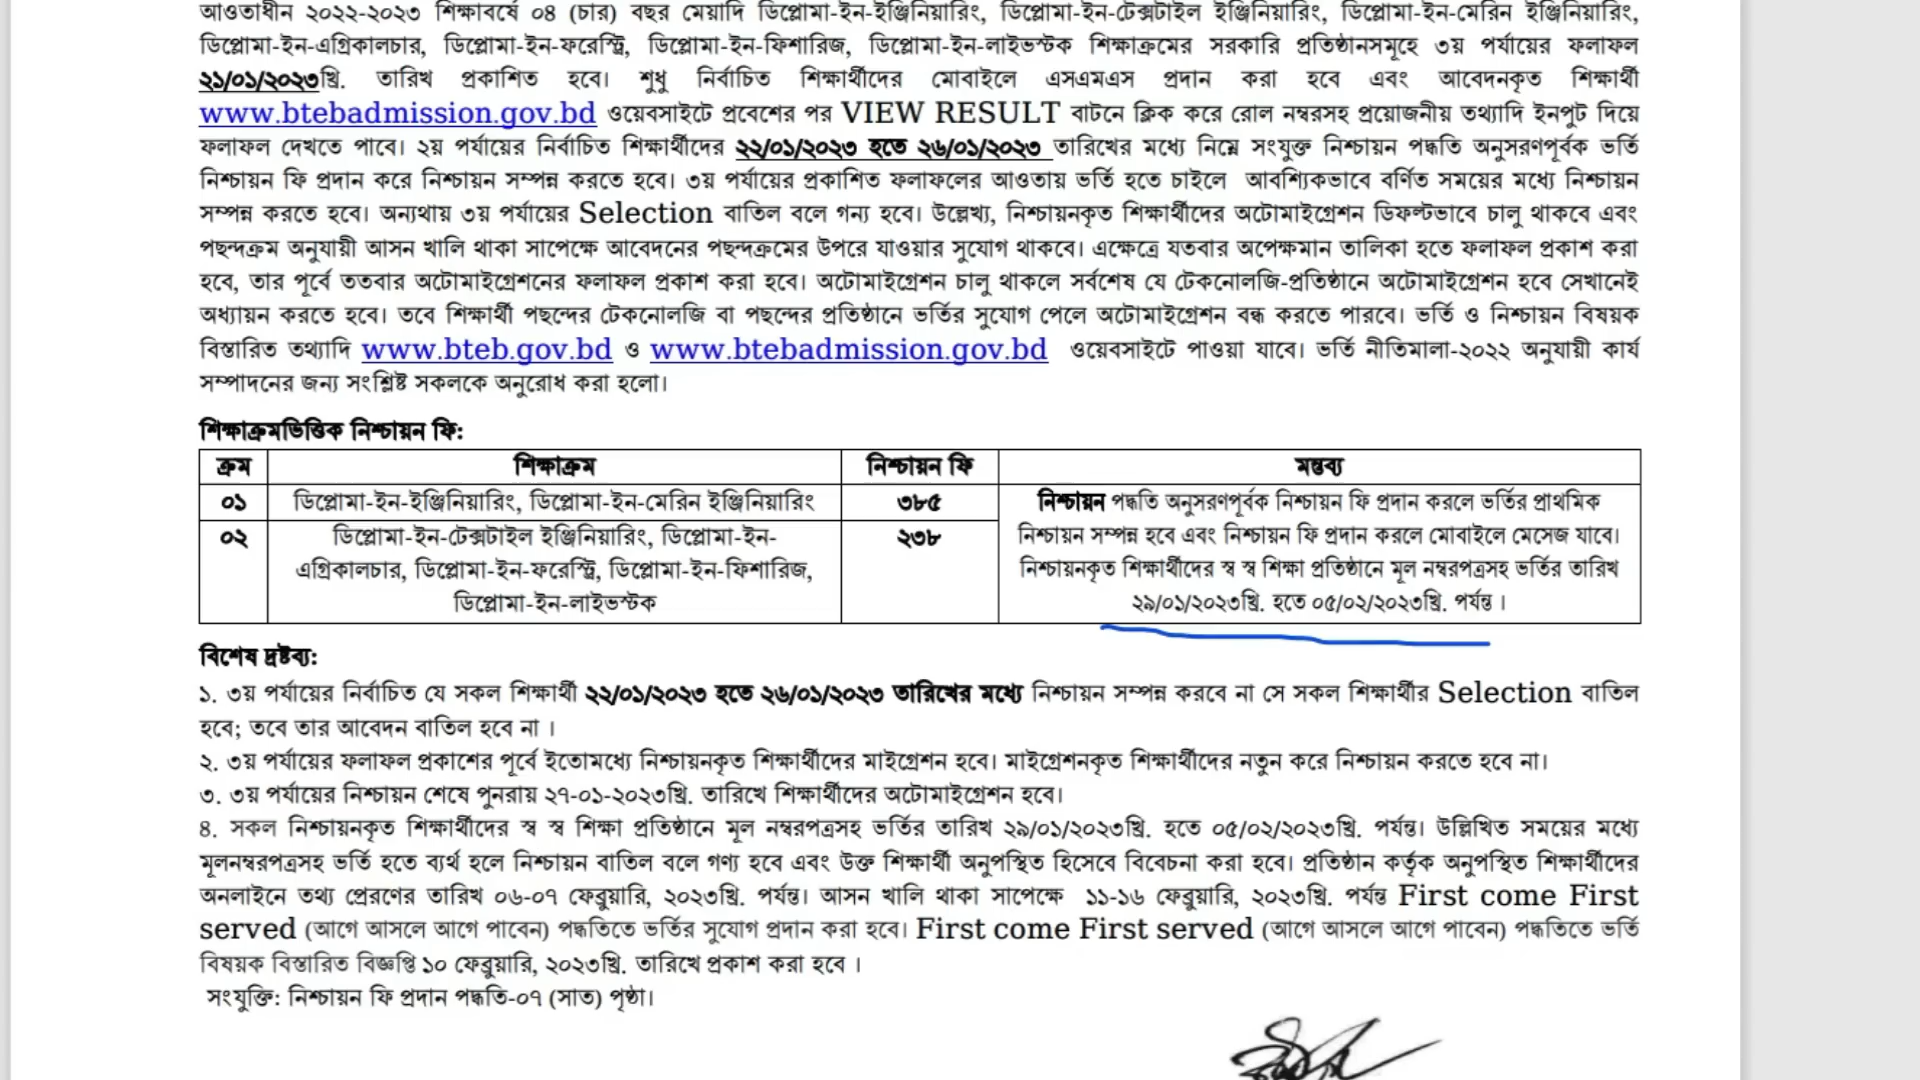 আওতাধীন ২০২২-২০২৩ শিক্ষাবর্ষে ০৪ (চার) বছর মেয়াদি ডিপ্লোমা-ইন-ইঞ্জিনিয়ারিং, ডিপ্লোমা-ইন-টেক্সটাইল ইঞ্জিনিয়ারিং, ডিপ্লোমা-ইন-মেরিন ইঞ্জিনিয়ারিং,
ডিপ্লোমা-ইন-এগ্রিকালচার, ডিপ্লোমা-ইন-ফরেস্ট্রি, ডিপ্লোমা-ইন-ফিশারিজ, ডিপ্লোমা-ইন-লাইভস্টক শিক্ষাক্রমের সরকারি প্রতিষ্ঠানসমূহে ৩য় পর্যায়ের ফলাফল
২১/০১/২০২৩খ্রি. তারিখ প্রকাশিত হবে। শুধু নির্বাচিত শিক্ষার্থীদের মোবাইলে এসএমএস প্রদান করা হবে এবং আবেদনকৃত শিক্ষার্থী
www.btebadmission.gov.bd ওয়েবসাইটে প্রবেশের পর VIEW RESULT বাটনে ক্লিক করে রোল নম্বরসহ প্রয়োজনীয় তথ্যাদি ইনপুট দিয়ে
ফলাফল দেখতে পাবে। ২য় পর্যায়ের নির্বাচিত শিক্ষার্থীদের ২২/০১/২০২৩ হতে ২৬/০১/২০২৩ তারিখের মধ্যে নিম্নে সংযুক্ত নিশ্চায়ন পদ্ধতি অনুসরণপূর্বক ভর্তি
নিশ্চায়ন ফি প্রদান করে নিশ্চায়ন সম্পন্ন করতে হবে। ৩য় পর্যায়ের প্রকাশিত ফলাফলের আওতায় ভর্তি হতে চাইলে আবশ্যিকভাবে বর্ণিত সময়ের মধ্যে নিশ্চায়ন
সম্পন্ন করতে হবে। অন্যথায় ৩য় পর্যায়ের Selection বাতিল বলে গন্য হবে। উল্লেখ্য, নিশ্চায়নকৃত শিক্ষার্থীদের অটোমাইগ্রেশন ডিফল্টভাবে চালু থাকবে এবং
পছন্দক্রম অনুযায়ী আসন খালি থাকা সাপেক্ষে আবেদনের পছন্দক্রমের উপরে যাওয়ার সুযোগ থাকবে। এক্ষেত্রে যতবার অপেক্ষমান তালিকা হতে ফলাফল প্রকাশ করা
হবে, তার পূর্বে ততবার অটোমাইগ্রেশনের ফলাফল প্রকাশ করা হবে। অটোমাইগ্রেশন চালু থাকলে সর্বশেষ যে টেকনোলজি-প্রতিষ্ঠানে অটোমাইগ্রেশন হবে সেখানেই
অধ্যায়ন করতে হবে। তবে শিক্ষার্থী পছন্দের টেকনোলজি বা পছন্দের প্রতিষ্ঠানে ভর্তির সুযোগ পেলে অটোমাইগ্রেশন বন্ধ করতে পারবে। ভর্তি ও নিশ্চায়ন বিষয়ক
বিস্তারিত তথ্যাদি www.bteb.gov.bd ও www.btebadmission.gov.bd ওয়েবসাইটে পাওয়া যাবে। ভর্তি নীতিমালা-২০২২ অনুযায়ী কার্য
সম্পাদনের জন্য সংশ্লিষ্ট সকলকে অনুরোধ করা হলো।
শিক্ষাক্রমভিত্তিক নিশ্চায়ন ফি:
ক্রম শিক্ষাক্রম নিশ্চায়ন ফি মন্তব্য
০১ ডিপ্লোমা-ইন-ইঞ্জিনিয়ারিং, ডিপ্লোমা-ইন-মেরিন ইঞ্জিনিয়ারিং ৩৮৫ নিশ্চায়ন পদ্ধতি অনুসরণপূর্বক নিশ্চায়ন ফি প্রদান করলে ভর্তির প্রাথমিক
০২ ডিপ্লোমা-ইন-টেক্সটাইল ইঞ্জিনিয়ারিং, ডিপ্লোমা-ইন- ২৩৮ নিশ্চায়ন সম্পন্ন হবে এবং নিশ্চায়ন ফি প্রদান করলে মোবাইলে মেসেজ যাবে।
এগ্রিকালচার, ডিপ্লোমা-ইন-ফরেস্ট্রি, ডিপ্লোমা-ইন-ফিশারিজ, নিশ্চায়নকৃত শিক্ষার্থীদের স্ব স্ব শিক্ষা প্রতিষ্ঠানে মূল নম্বরপত্রসহ ভর্তির তারিখ
ডিপ্লোমা-ইন-লাইভস্টক ২৯/০১/২০২৩খ্রি. হতে ০৫/০২/২০২৩খ্রি. পর্যন্ত ।
বিশেষ দ্রষ্টব্য:
১. ৩য় পর্যায়ের নির্বাচিত যে সকল শিক্ষার্থী ২২/০১/২০২৩ হতে ২৬/০১/২০২৩ তারিখের মধ্যে নিশ্চায়ন সম্পন্ন করবে না সে সকল শিক্ষার্থীর Selection বাতিল
হবে; তবে তার আবেদন বাতিল হবে না ।
২. ৩য় পর্যায়ের ফলাফল প্রকাশের পূর্বে ইতোমধ্যে নিশ্চায়নকৃত শিক্ষার্থীদের মাইগ্রেশন হবে। মাইগ্রেশনকৃত শিক্ষার্থীদের নতুন করে নিশ্চায়ন করতে হবে না।
৩. ৩য় পর্যায়ের নিশ্চায়ন শেষে পুনরায় ২৭-০১-২০২৩খ্রি. তারিখে শিক্ষার্থীদের অটোমাইগ্রেশন হবে।
৪. সকল নিশ্চায়নকৃত শিক্ষার্থীদের স্ব স্ব শিক্ষা প্রতিষ্ঠানে মূল নম্বরপত্রসহ ভর্তির তারিখ ২৯/০১/২০২৩খ্রি. হতে ০৫/০২/২০২৩খ্রি. পর্যন্ত। উল্লিখিত সময়ের মধ্যে
মূলনম্বরপত্রসহ ভর্তি হতে ব্যর্থ হলে নিশ্চায়ন বাতিল বলে গণ্য হবে এবং উক্ত শিক্ষার্থী অনুপস্থিত হিসেবে বিবেচনা করা হবে। প্রতিষ্ঠান কর্তৃক অনুপস্থিত শিক্ষার্থীদের
অনলাইনে তথ্য প্রেরণের তারিখ ০৬-০৭ ফেব্রুয়ারি, ২০২৩খ্রি. পর্যন্ত। আসন খালি থাকা সাপেক্ষে ১১-১৬ ফেব্রুয়ারি, ২০২৩খ্রি. পর্যন্ত First come First
served (আগে আসলে আগে পাবেন) পদ্ধতিতে ভর্তির সুযোগ প্রদান করা হবে। First come First served (আগে আসলে আগে পাবেন) পদ্ধতিতে ভর্তি
বিষয়ক বিস্তারিত বিজ্ঞপ্তি ১০ ফেব্রুয়ারি, ২০২৩খ্রি. তারিখে প্রকাশ করা হবে ।
সংযুক্তি: নিশ্চায়ন ফি প্রদান পদ্ধতি-০৭ (সাত) পৃষ্ঠা।